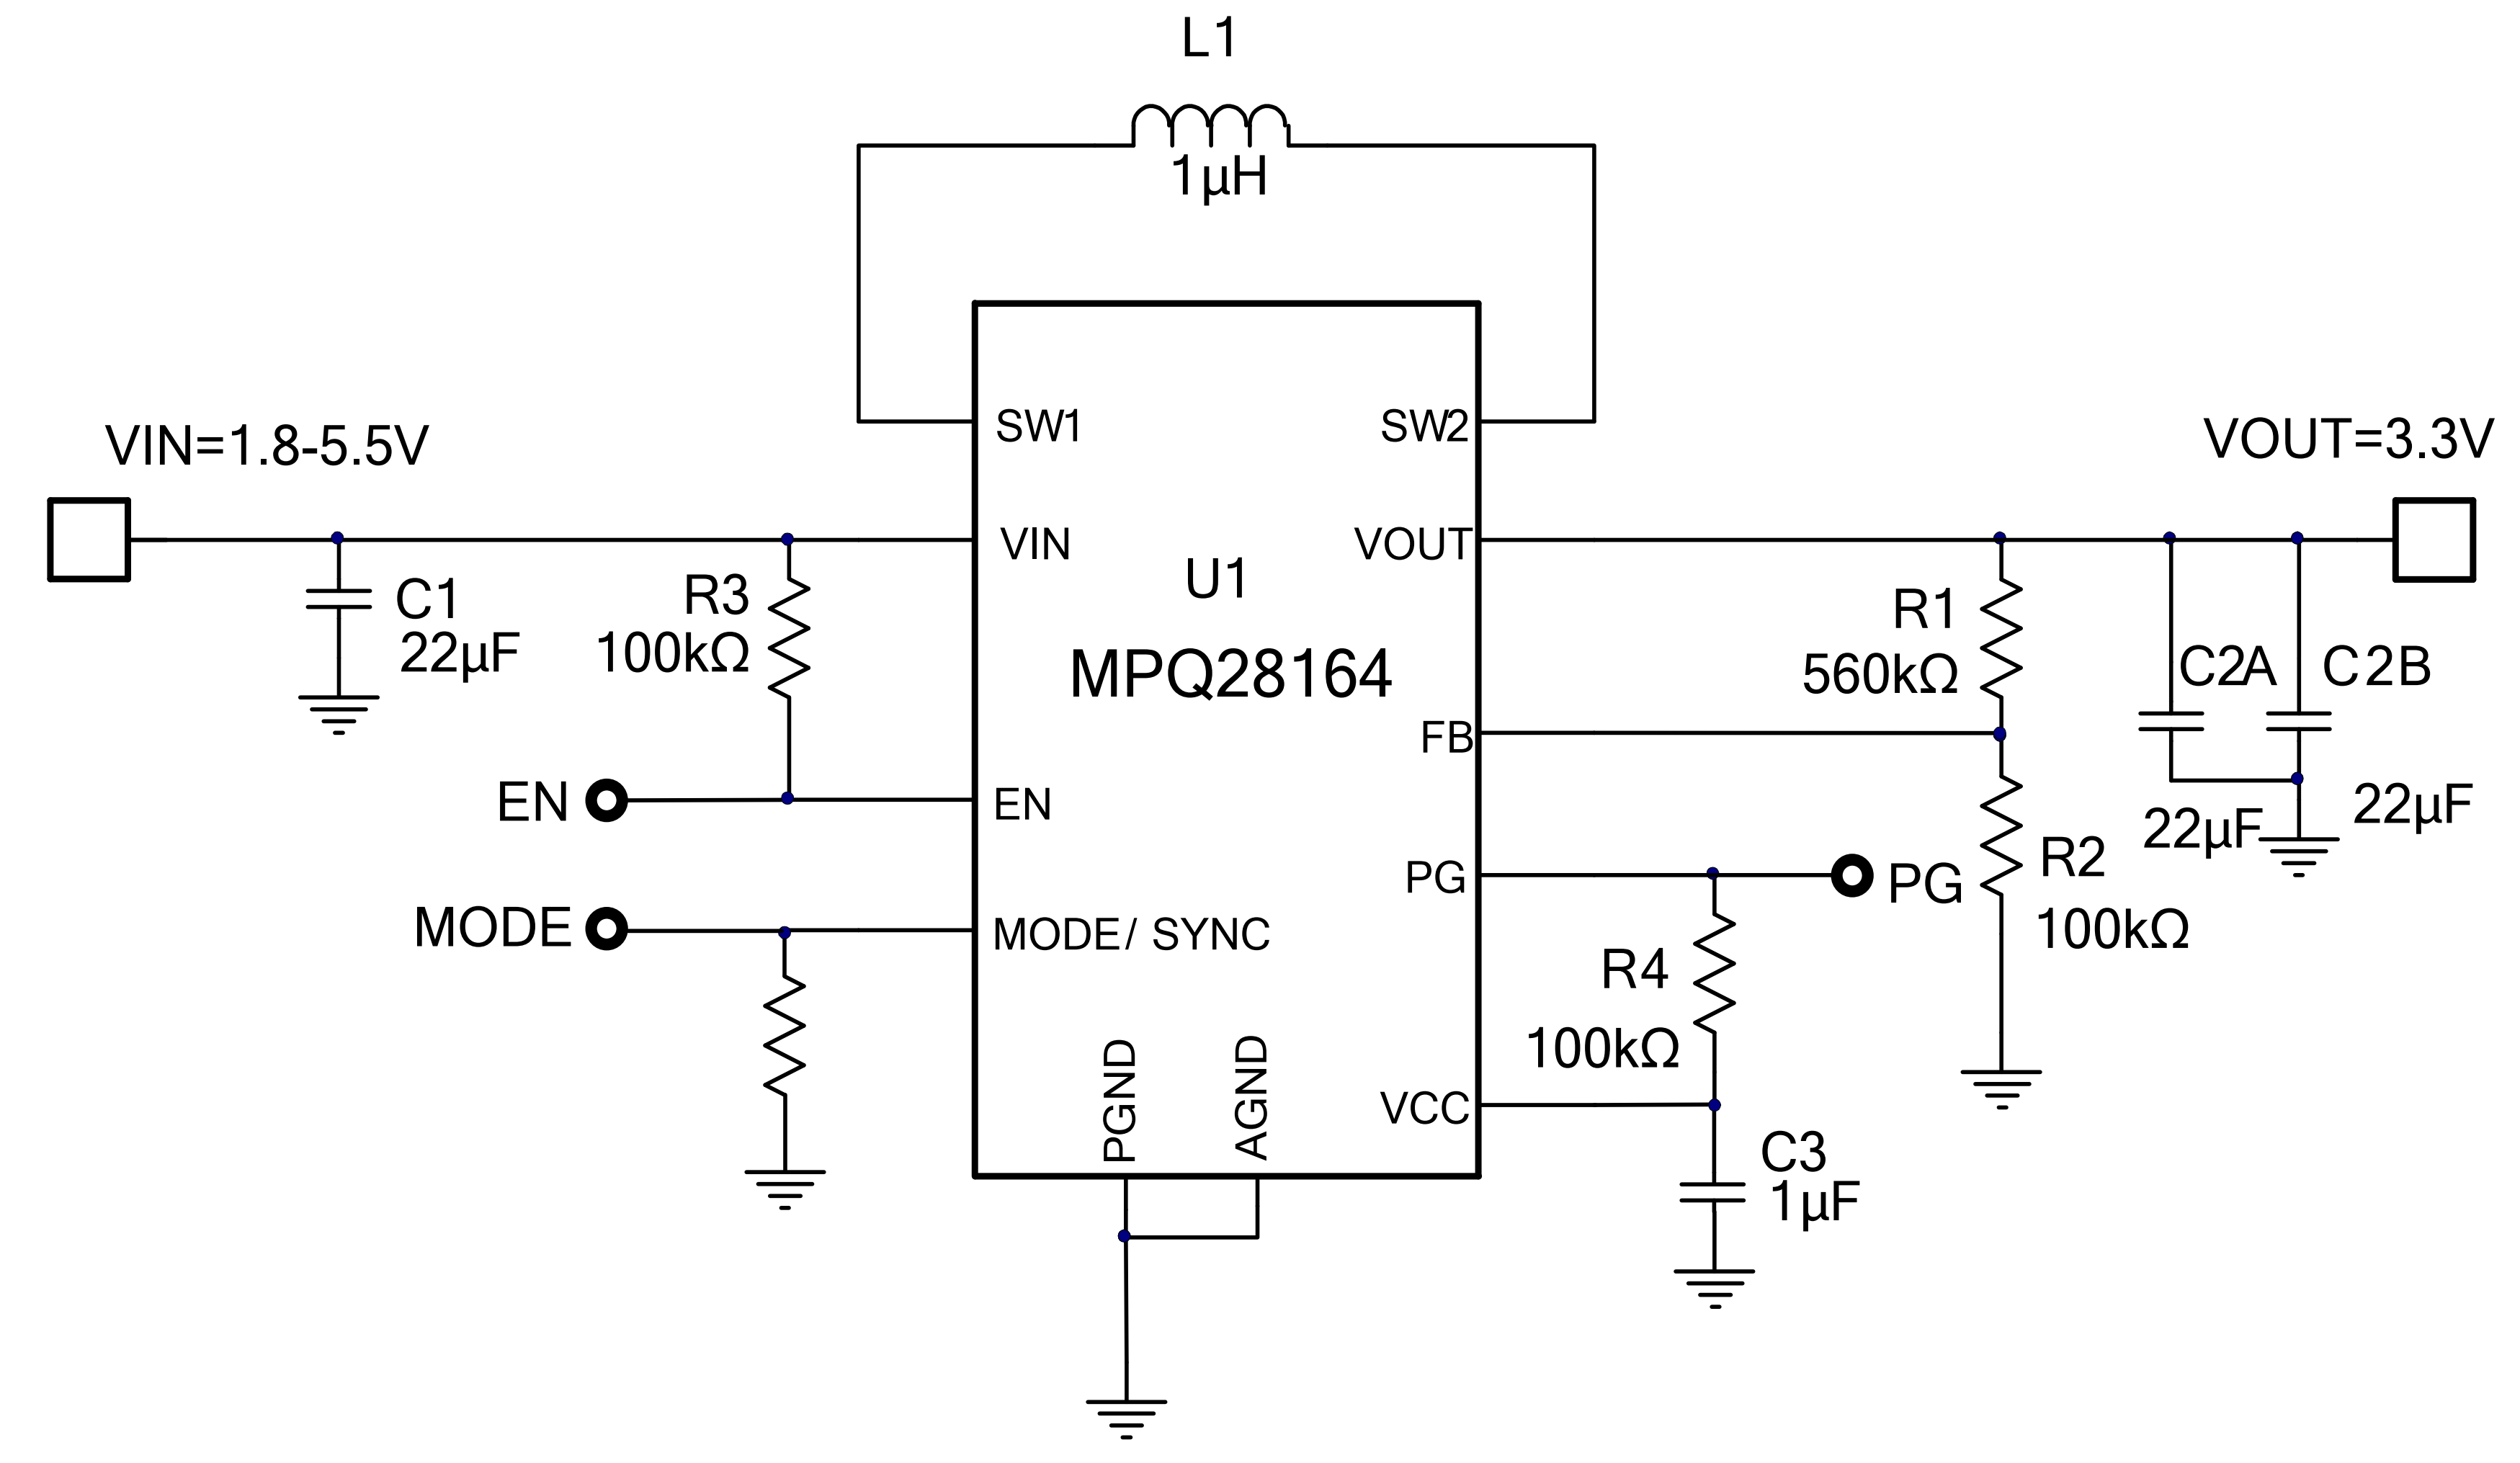 L1
1µH
SW1
SW2
VIN=1.8-5.5V
VOUT=3.3V
VIN
VOUT
U1
MPQ28164
C1
22µF
R3
100kΩ
R1
560kΩ
C2A
C2B
FB
EN
EN
22µF
22µF
R2
100kΩ
PG
PG
MODE
MODE/ SYNC
R4
100kΩ
PGND
AGND
VCC
C3
1µF